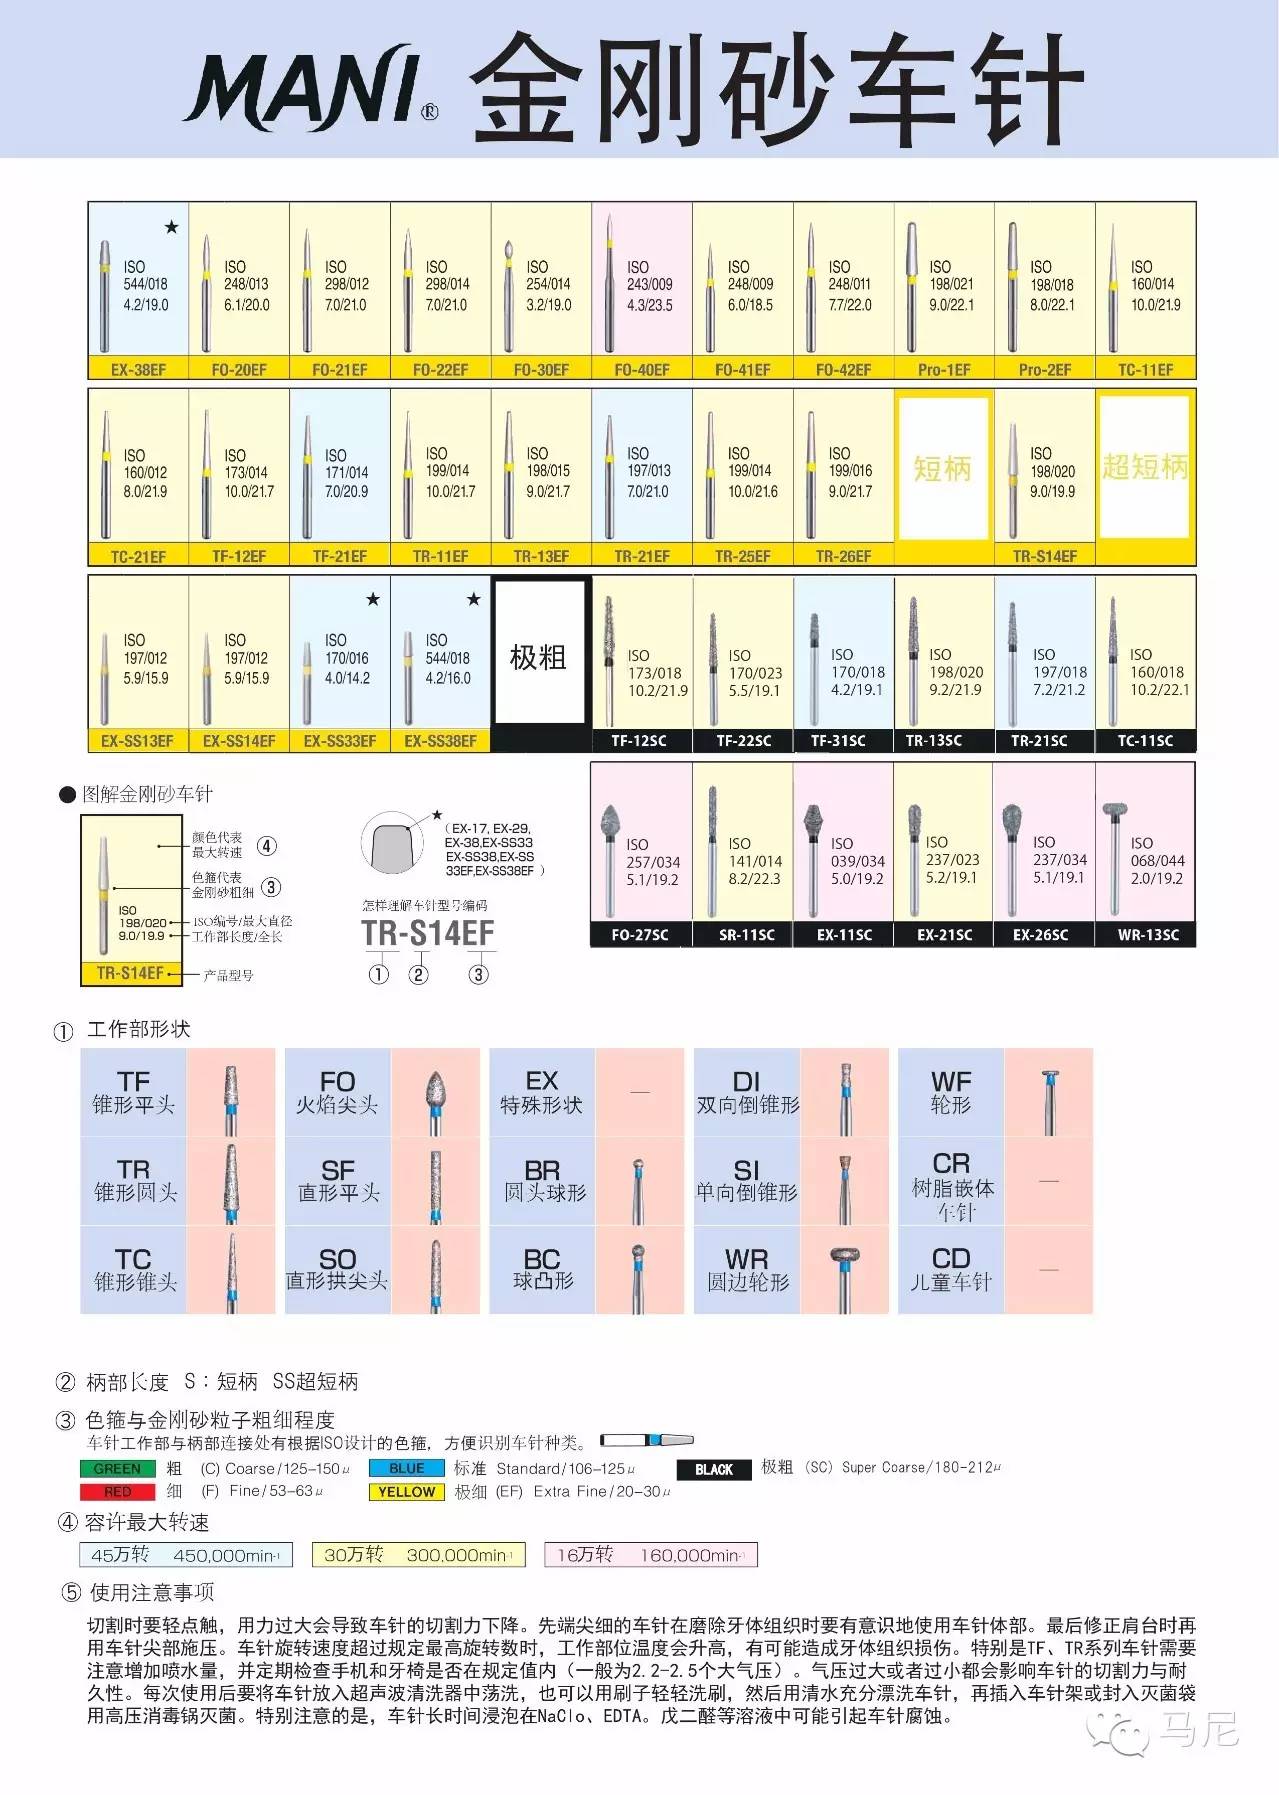 MANI® 金刚砂车针
★
ISO
544/018
4.2/19.0
EX-38EF
ISO
248/013
6.1/20.0
FO-20EF
ISO
298/012
7.0/21.0
FO-21EF
ISO
298/014
7.0/21.0
FO-22EF
ISO
254/014
3.2/19.0
FO-30EF
ISO
243/009
4.3/23.5
FO-40EF
ISO
248/009
6.0/18.5
FO-41EF
ISO
248/011
7.7/22.0
FO-42EF
ISO
198/021
9.0/22.1
Pro-1EF
ISO
198/018
8.0/22.1
Pro-2EF
ISO
160/014
10.0/21.9
TC-11EF
ISO
160/012
8.0/21.9
TC-21EF
ISO
173/014
10.0/21.7
TF-12EF
ISO
171/014
7.0/20.9
TF-21EF
ISO
199/014
10.0/21.7
TR-11EF
ISO
198/015
9.0/21.7
TR-13EF
ISO
197/013
7.0/21.0
TR-21EF
ISO
199/014
10.0/21.6
TR-25EF
ISO
199/016
9.0/21.7
TR-26EF
短柄
ISO
198/020
9.0/19.9
TR-S14EF
超短柄
ISO
197/012
5.9/15.9
EX-SS13EF
ISO
197/012
5.9/15.9
EX-SS14EF
★
ISO
170/016
4.0/14.2
EX-SS33EF
★
ISO
544/018
4.2/16.0
EX-SS38EF
极粗
ISO
173/018
10.2/21.9
TF-12SC
ISO
170/023
5.5/19.1
TF-22SC
ISO
170/018
4.2/19.1
TF-31SC
ISO
198/020
9.2/21.9
TR-13SC
ISO
197/018
7.2/21.2
TR-21SC
ISO
160/018
10.2/22.1
TC-11SC
ISO
257/034
5.1/19.2
FO-27SC
ISO
141/014
8.2/22.3
SR-11SC
ISO
039/034
5.0/19.2
EX-11SC
ISO
237/023
5.2/19.1
EX-21SC
ISO
237/034
5.1/19.1
EX-26SC
ISO
068/044
2.0/19.2
WR-13SC
● 图解金刚砂车针
颜色代表
最大转速 ④
色箍代表
金刚砂粗细 ③
ISO
198/020 ISO编号/最大直径
9.0/19.9 工作部长度/全长
TR-S14EF 产品型号
★
（EX-17, EX-29,
EX-38,EX-SS33
EX-SS38,EX-SS
33EF,EX-SS38EF ）
怎样理解车针型号编码
TR-S14EF
① ② ③
① 工作部形状
TF
锥形平头
FO
火焰尖头
EX
特殊形状
—
DI
双向倒锥形
WF
轮形
TR
锥形圆头
SF
直形平头
BR
圆头球形
SI
单向倒锥形
CR
树脂嵌体
车针
—
TC
锥形锥头
SO
直形拱尖头
BC
球凸形
WR
圆边轮形
CD
儿童车针
—
② 柄部长度 S：短柄 SS超短柄
③ 色箍与金刚砂粒子粗细程度
车针工作部与柄部连接处有根据ISO设计的色箍，方便识别车针种类。
GREEN 粗 (C) Coarse/125-150μ BLUE 标准 Standard/106-125μ BLACK 极粗 (SC) Super Coarse/180-212μ
RED 细 (F) Fine/53-63μ YELLOW 极细 (EF) Extra Fine/20-30μ
④ 容许最大转速
45万转 450,000min-1 30万转 300,000min-1 16万转 160,000min-1
⑤ 使用注意事项
切割时要轻点触，用力过大会导致车针的切割力下降。先端尖细的车针在磨除牙体组织时要有意识地使用车针体部。最后修正肩台时再
用车针尖部施压。车针旋转速度超过规定最高旋转数时，工作部位温度会升高，有可能造成牙体组织损伤。特别是TF、TR系列车针需要
注意增加喷水量，并定期检查手机和牙椅是否在规定值内（一般为2.2-2.5个大气压）。气压过大或者过小都会影响车针的切割力与耐
久性。每次使用后要将车针放入超声波清洗器中荡洗，也可以用刷子轻轻洗刷，然后用清水充分漂洗车针，再插入车针架或封入灭菌袋
用高压消毒锅灭菌。特别注意的是，车针长时间浸泡在NaClo、EDTA。戊二醛等溶液中可能引起车针腐蚀。
马尼